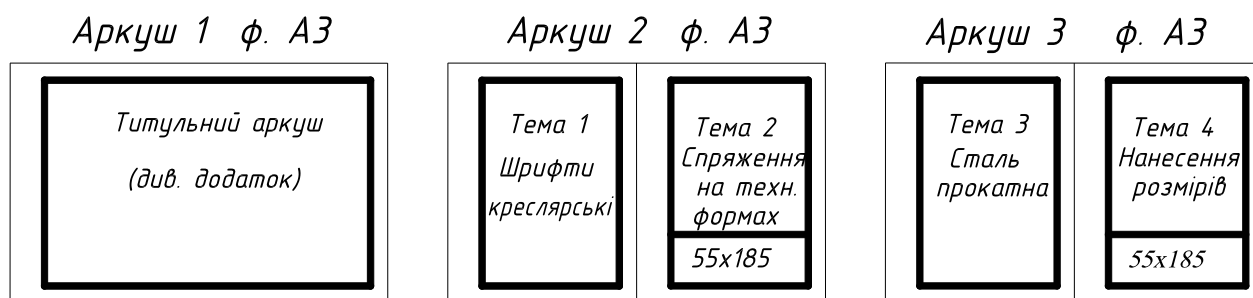 Аркуш 1 ф. А3
Титульний аркуш
(див. додаток)
Аркуш 2 ф. А3
Тема 1
Шрифти
креслярські
Тема 2
Спряження
на техн.
формах
55х185
Аркуш 3 ф. А3
Тема 3
Сталь
прокатна
Тема 4
Нанесення
розмірів
55х185